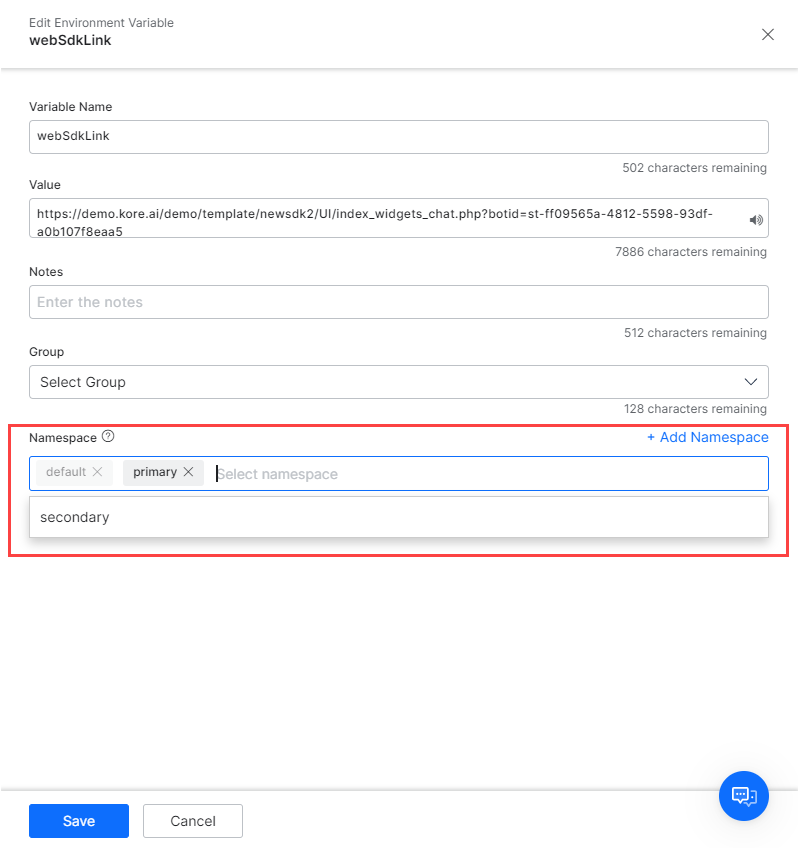 Edit Environment Variable
webSdkLink
Variable Name
webSdkLink
502 characters remaining
Value
https://demo.kore.ai/demo/template/newsdk2/UI/index_widgets_chat.php?botid=st-ff09565a-4812-5598-93df-
a0b107f8eaa5
7886 characters remaining
Notes
Enter the notes
512 characters remaining
Group
Select Group
128 characters remaining
Namespace ? + Add Namespace
default primary Select namespace
secondary
Save Cancel